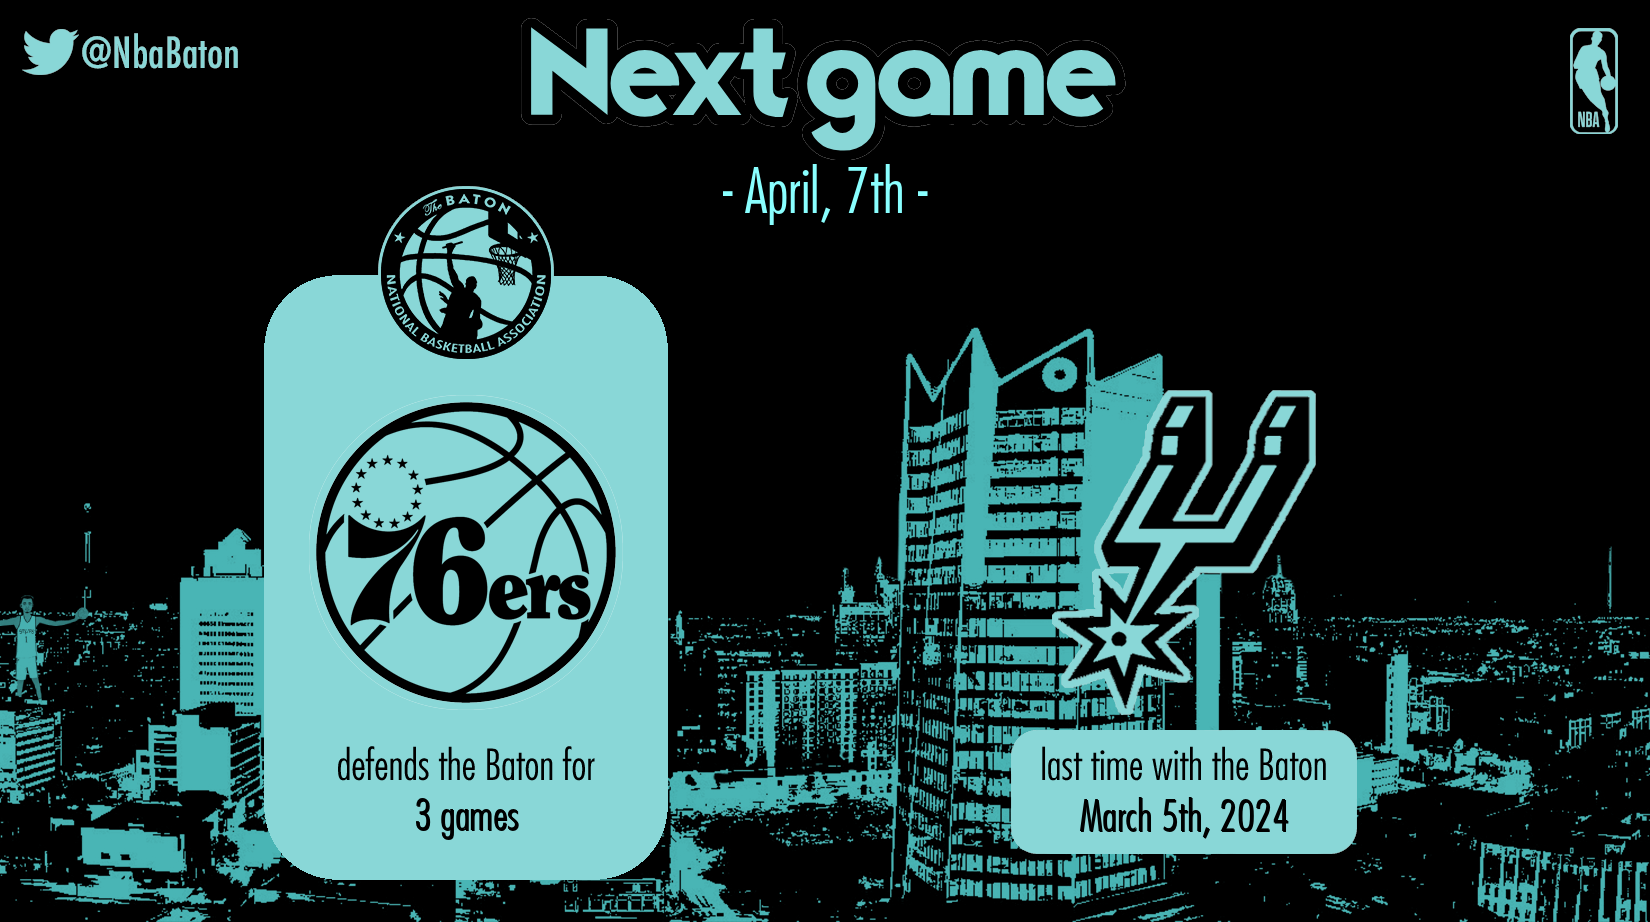 @NbaBaton
Next game
NBA
- April, 7th -
The BATON
NATIONAL BASKETBALL ASSOCIATION
76ers
defends the Baton for
3 games
last time with the Baton
March 5th, 2024